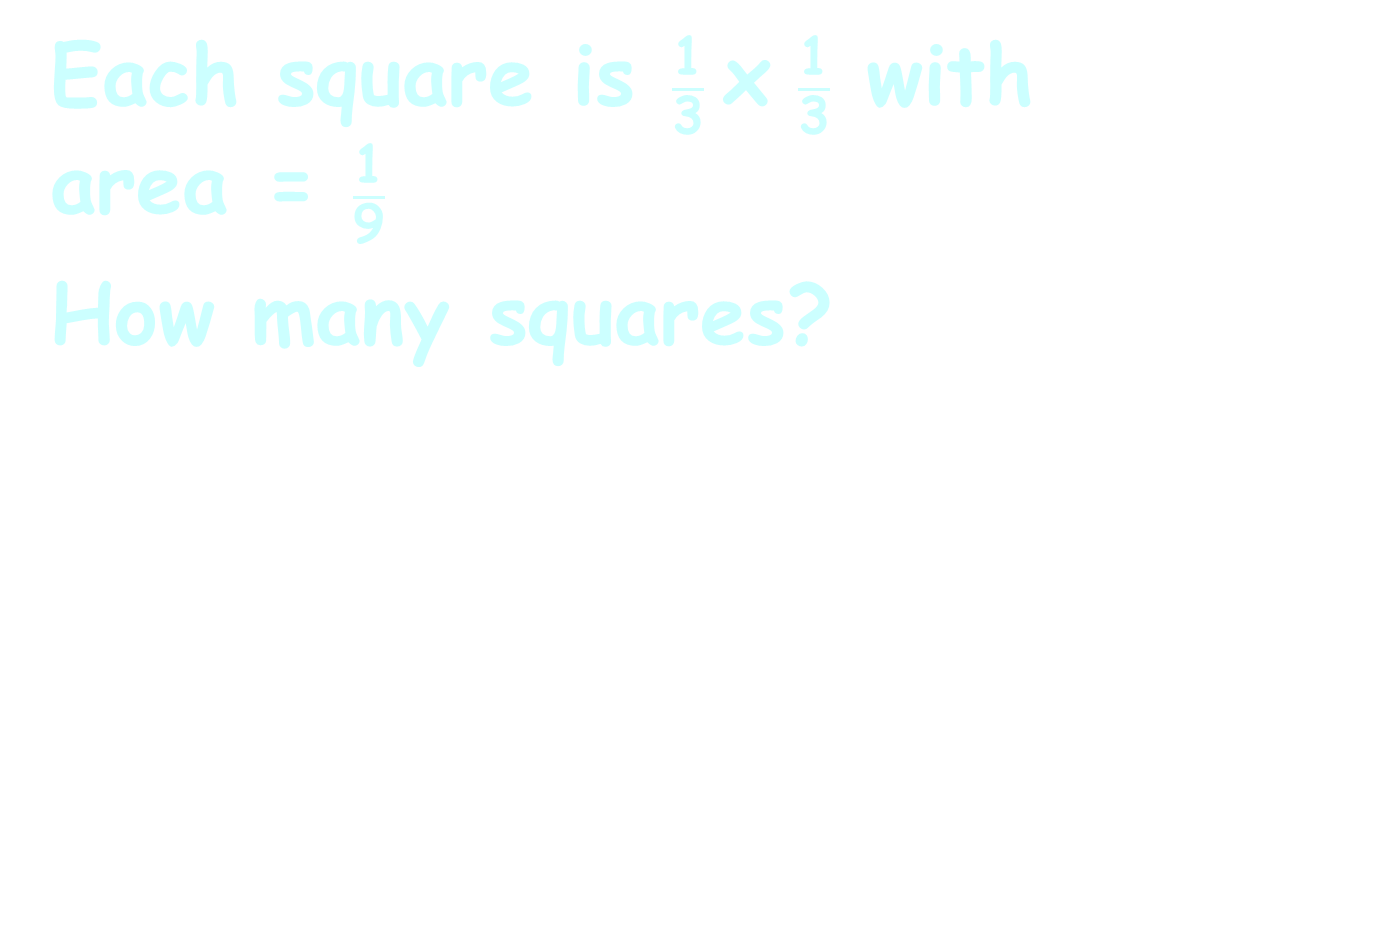 Each square is 1/3 x 1/3 with
area = 1/9
How many squares?